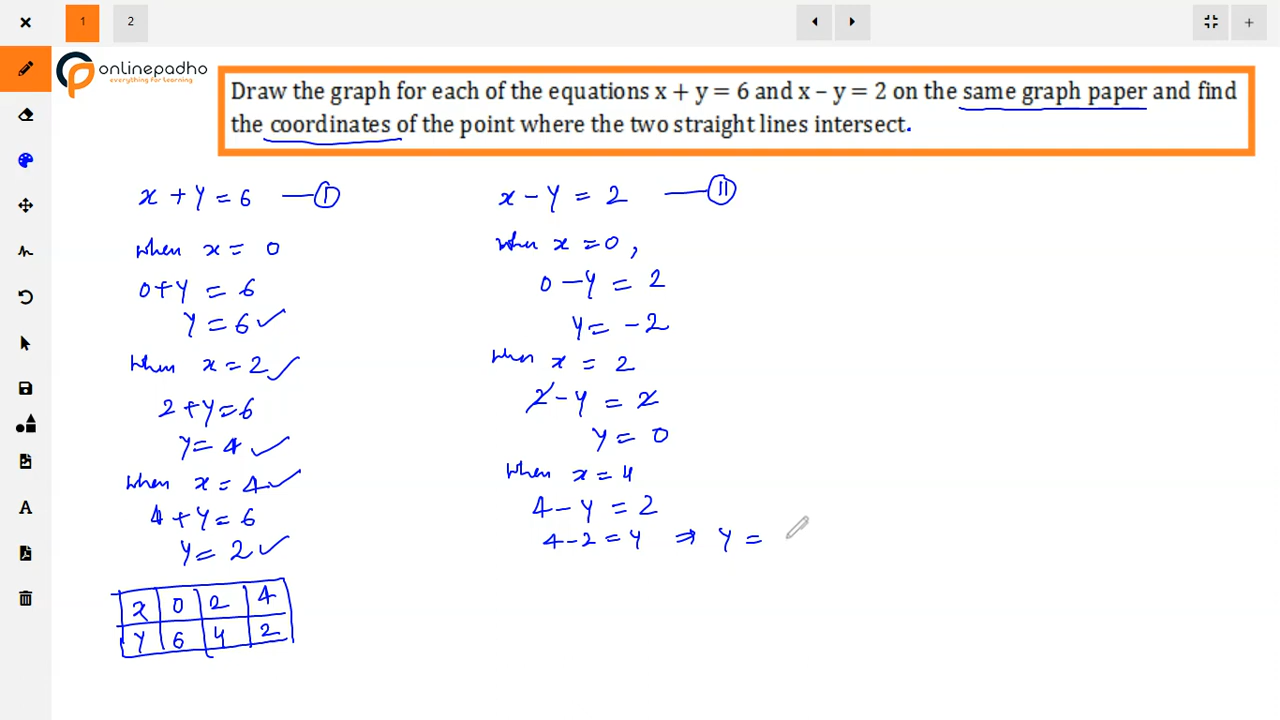 1 2
onlinepadho
everything for learning
Draw the graph for each of the equations x + y = 6 and x – y = 2 on the same graph paper and find
the coordinates of the point where the two straight lines intersect.
x + y = 6 — I
when x = 0
0 + y = 6
y = 6 ✓
when x = 2 ✓
2 + y = 6
y = 4 ✓
when x = 4 ✓
4 + y = 6
y = 2 ✓
x 0 2 4
y 6 4 2
x – y = 2 — II
when x = 0,
0 – y = 2
y = – 2
when x = 2
2 – y = 2
y = 0
when x = 4
4 – y = 2
4 – 2 = y ⇒ y =
A